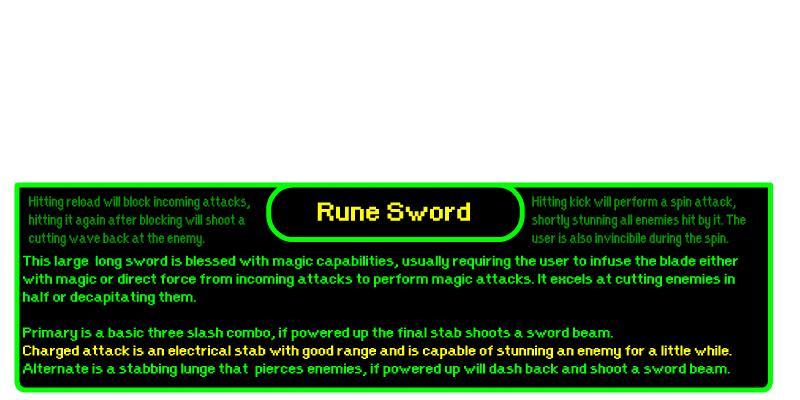 Rune Sword
Hitting reload will block incoming attacks,
hitting it again after blocking will shoot a
cutting wave back at the enemy.
Hitting kick will perform a spin attack,
shortly stunning all enemies hit by it. The
user is also invincibile during the spin.
This large  long sword is blessed with magic capabilities, usually requiring the user to infuse the blade either
with magic or direct force from incoming attacks to perform magic attacks. It excels at cutting enemies in
half or decapitating them.
Primary is a basic three slash combo, if powered up the final stab shoots a sword beam.
Charged attack is an electrical stab with good range and is capable of stunning an enemy for a little while.
Alternate is a stabbing lunge that  pierces enemies, if powered up will dash back and shoot a sword beam.